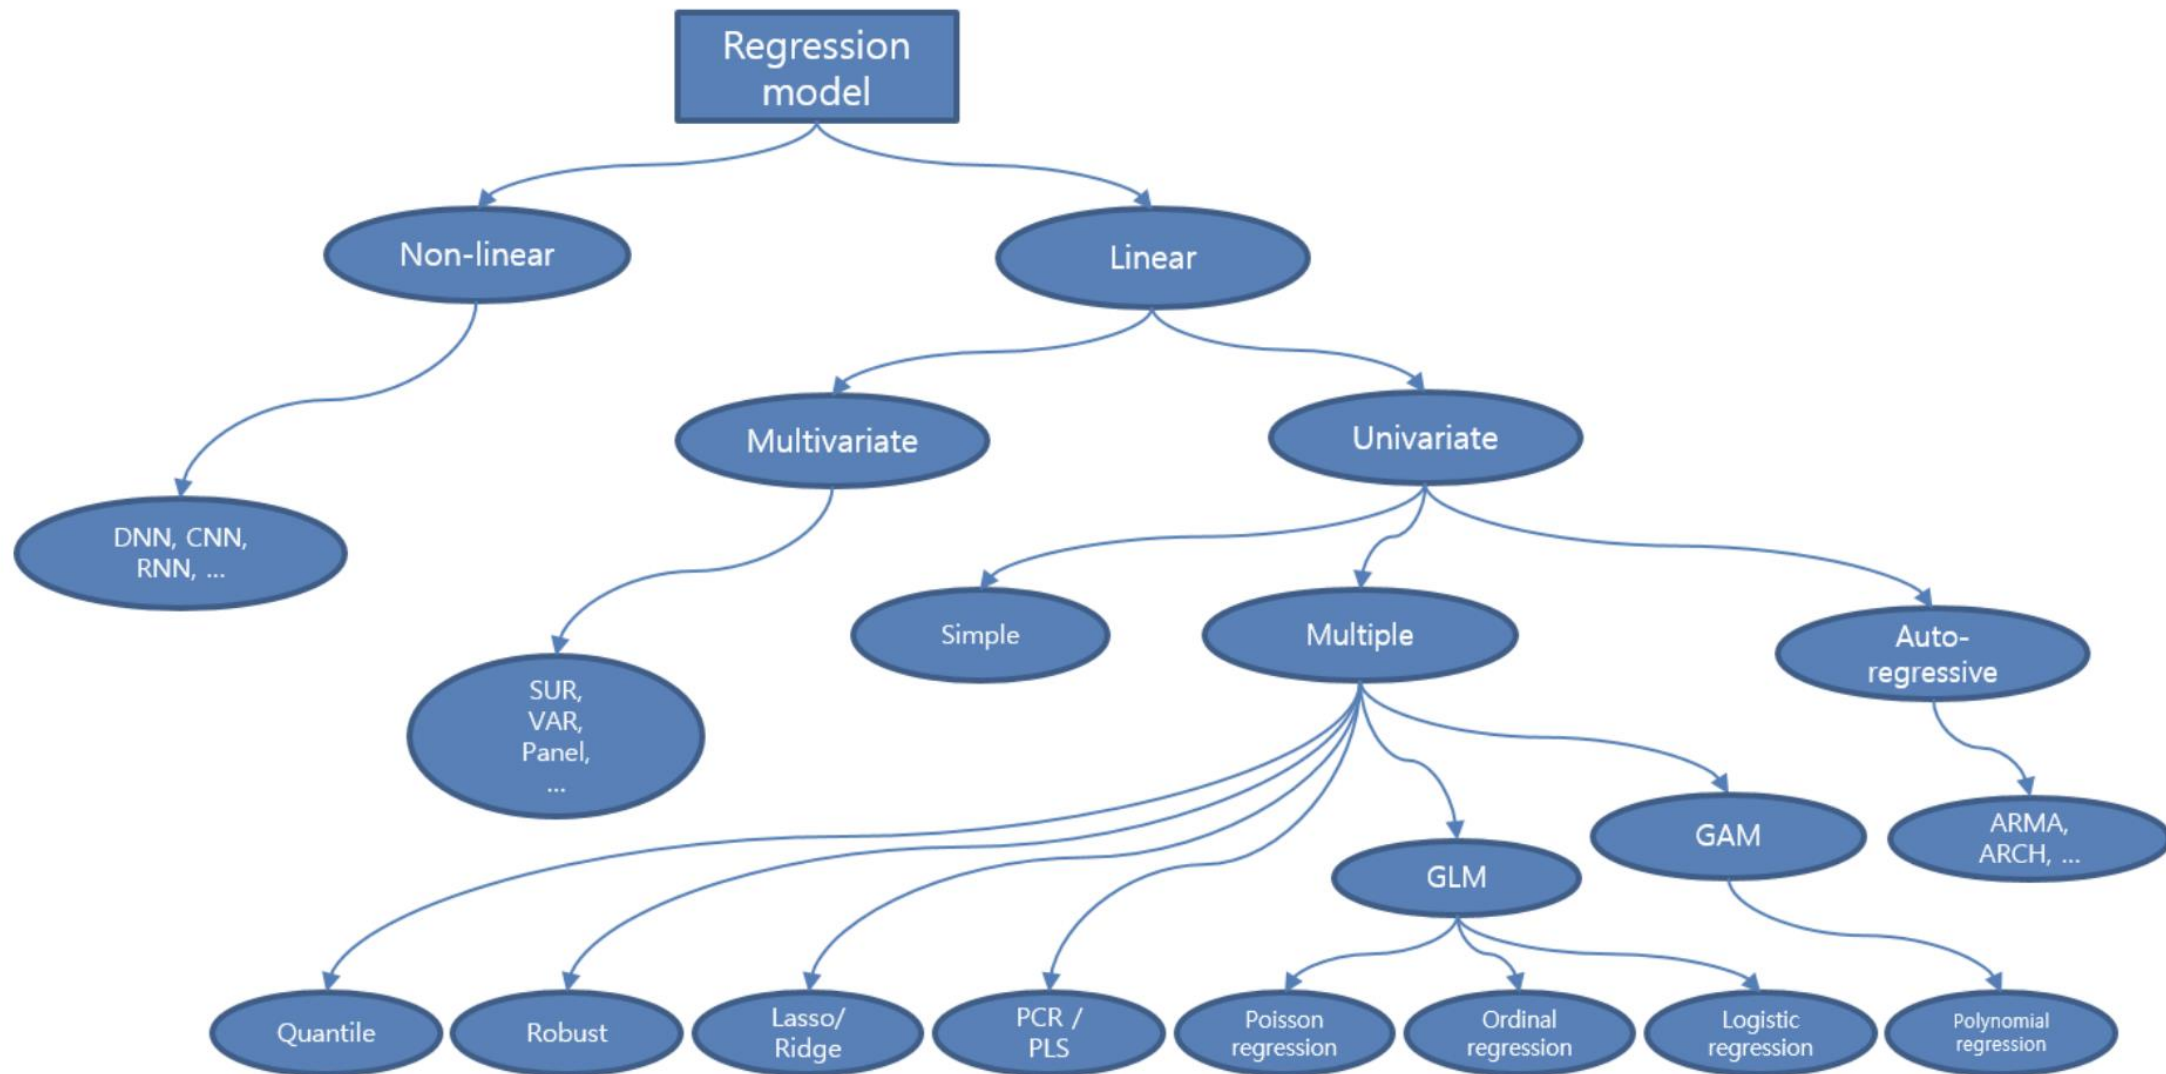 Regression
model
Non-linear
Linear
Multivariate
Univariate
DNN, CNN,
RNN, ...
Simple
Multiple
Auto-
regressive
SUR,
VAR,
Panel,
...
GLM
GAM
ARMA,
ARCH, ...
Quantile
Robust
Lasso/
Ridge
PCR /
PLS
Poisson
regression
Ordinal
regression
Logistic
regression
Polynomial
regression